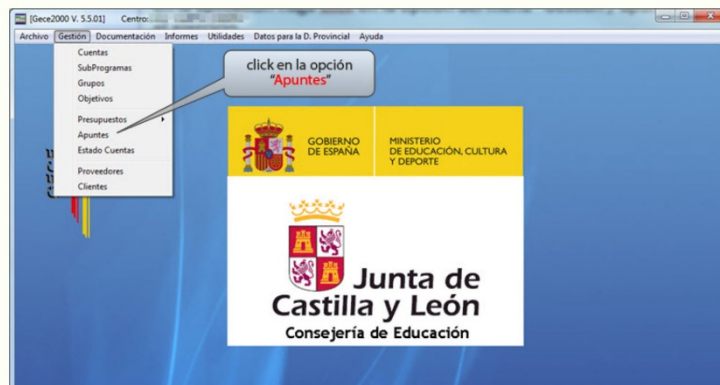 [Gece2000 V. 5.5.01] Centro:
Archivo Gestión Documentación Informes Utilidades Datos para la D. Provincial Ayuda
Cuentas
SubProgramas
Grupos
Objetivos
Presupuestos
Apuntes
Estado Cuentas
Proveedores
Clientes
click en la opción
“Apuntes”
GOBIERNO
DE ESPAÑA
MINISTERIO
DE EDUCACIÓN, CULTURA
Y DEPORTE
Junta de
Castilla y León
Consejería de Educación